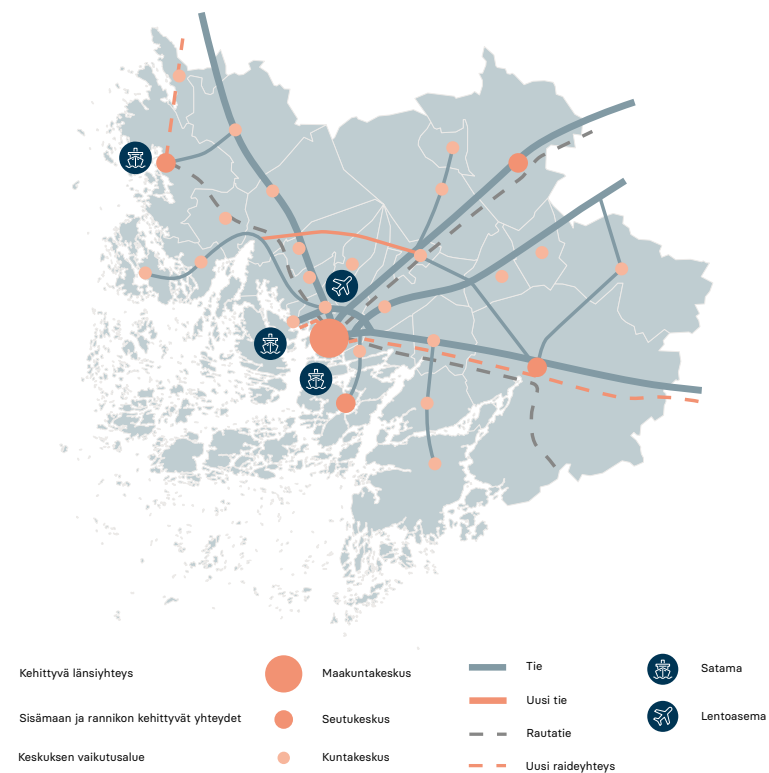 Kehittyvä länsiyhteys
Sisämaan ja rannikon kehittyvät yhteydet
Keskuksen vaikutusalue
Maakuntakeskus
Seutukeskus
Kuntakeskus
Tie
Uusi tie
Rautatie
Uusi raideyhteys
Satama
Lentoasema